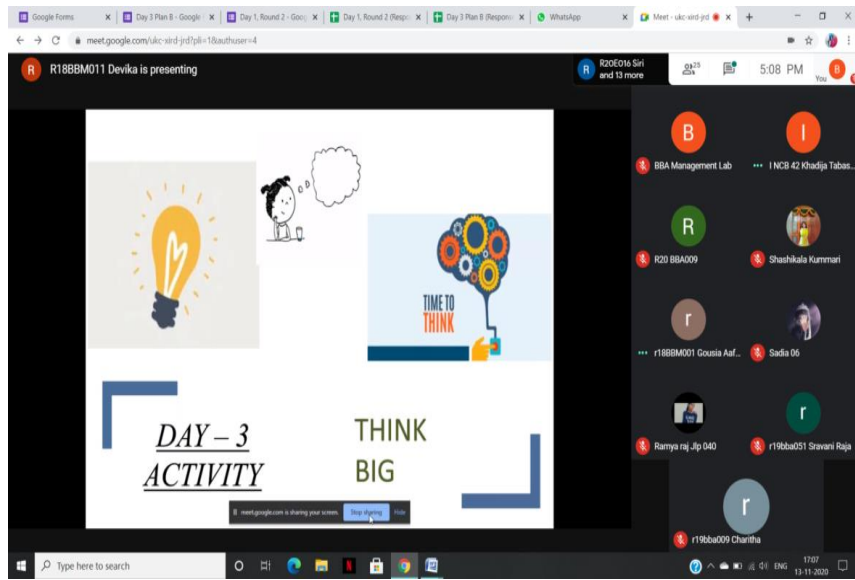 Google Forms
Day 3 Plan B - Google
Day 1, Round 2 - Goog
Day 1, Round 2 (Respo
Day 3 Plan B (Respons
WhatsApp
Meet - ukc-xird-jrd
meet.google.com/ukc-xird-jrd?pli=1&authuser=4
R
R18BBM011 Devika is presenting
R
R20E016 Siri
and 13 more
25
5:08 PM
You
B
TIME TO
THINK
DAY – 3
ACTIVITY
THINK
BIG
meet.google.com is sharing your screen.
Stop sharing
Hide
B
BBA Management Lab
I
I NCB 42 Khadija Tabas...
R
R20 BBA009
Shashikala Kummari
r
r18BBM001 Gousia Aaf...
Sadia 06
Ramya raj Jlp 040
r
r19bba051 Sravani Raja
r
r19bba009 Charitha
Type here to search
ENG
17:07
13-11-2020